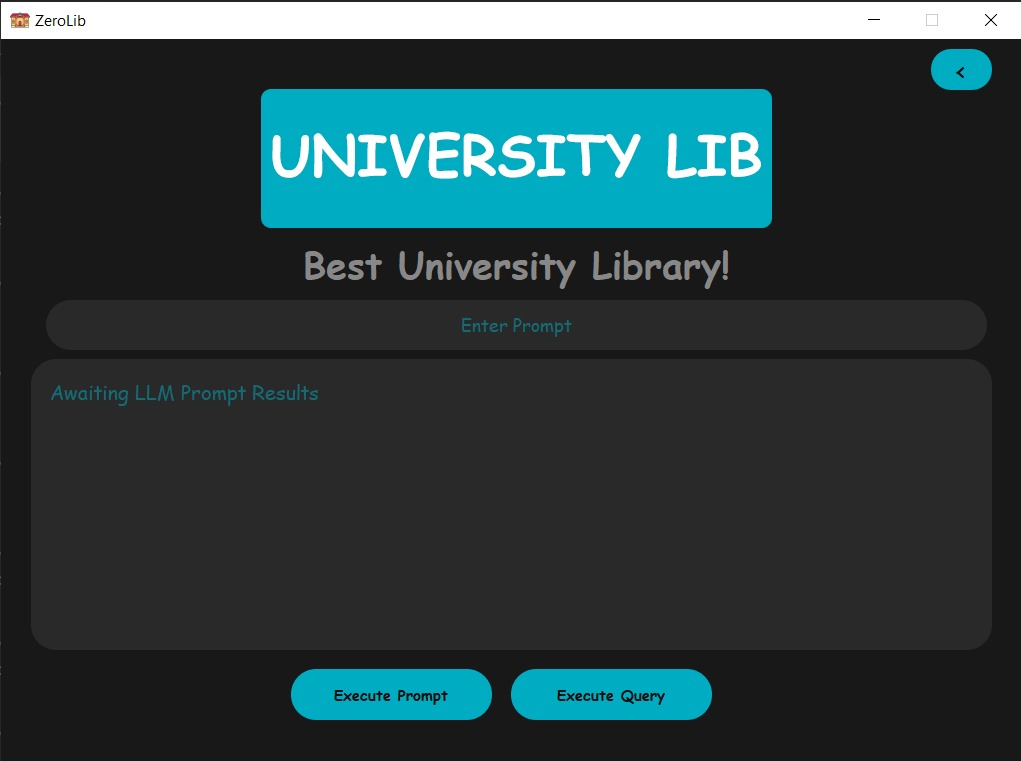 ZeroLib
<
UNIVERSITY LIB
Best University Library!
Enter Prompt
Awaiting LLM Prompt Results
Execute Prompt
Execute Query